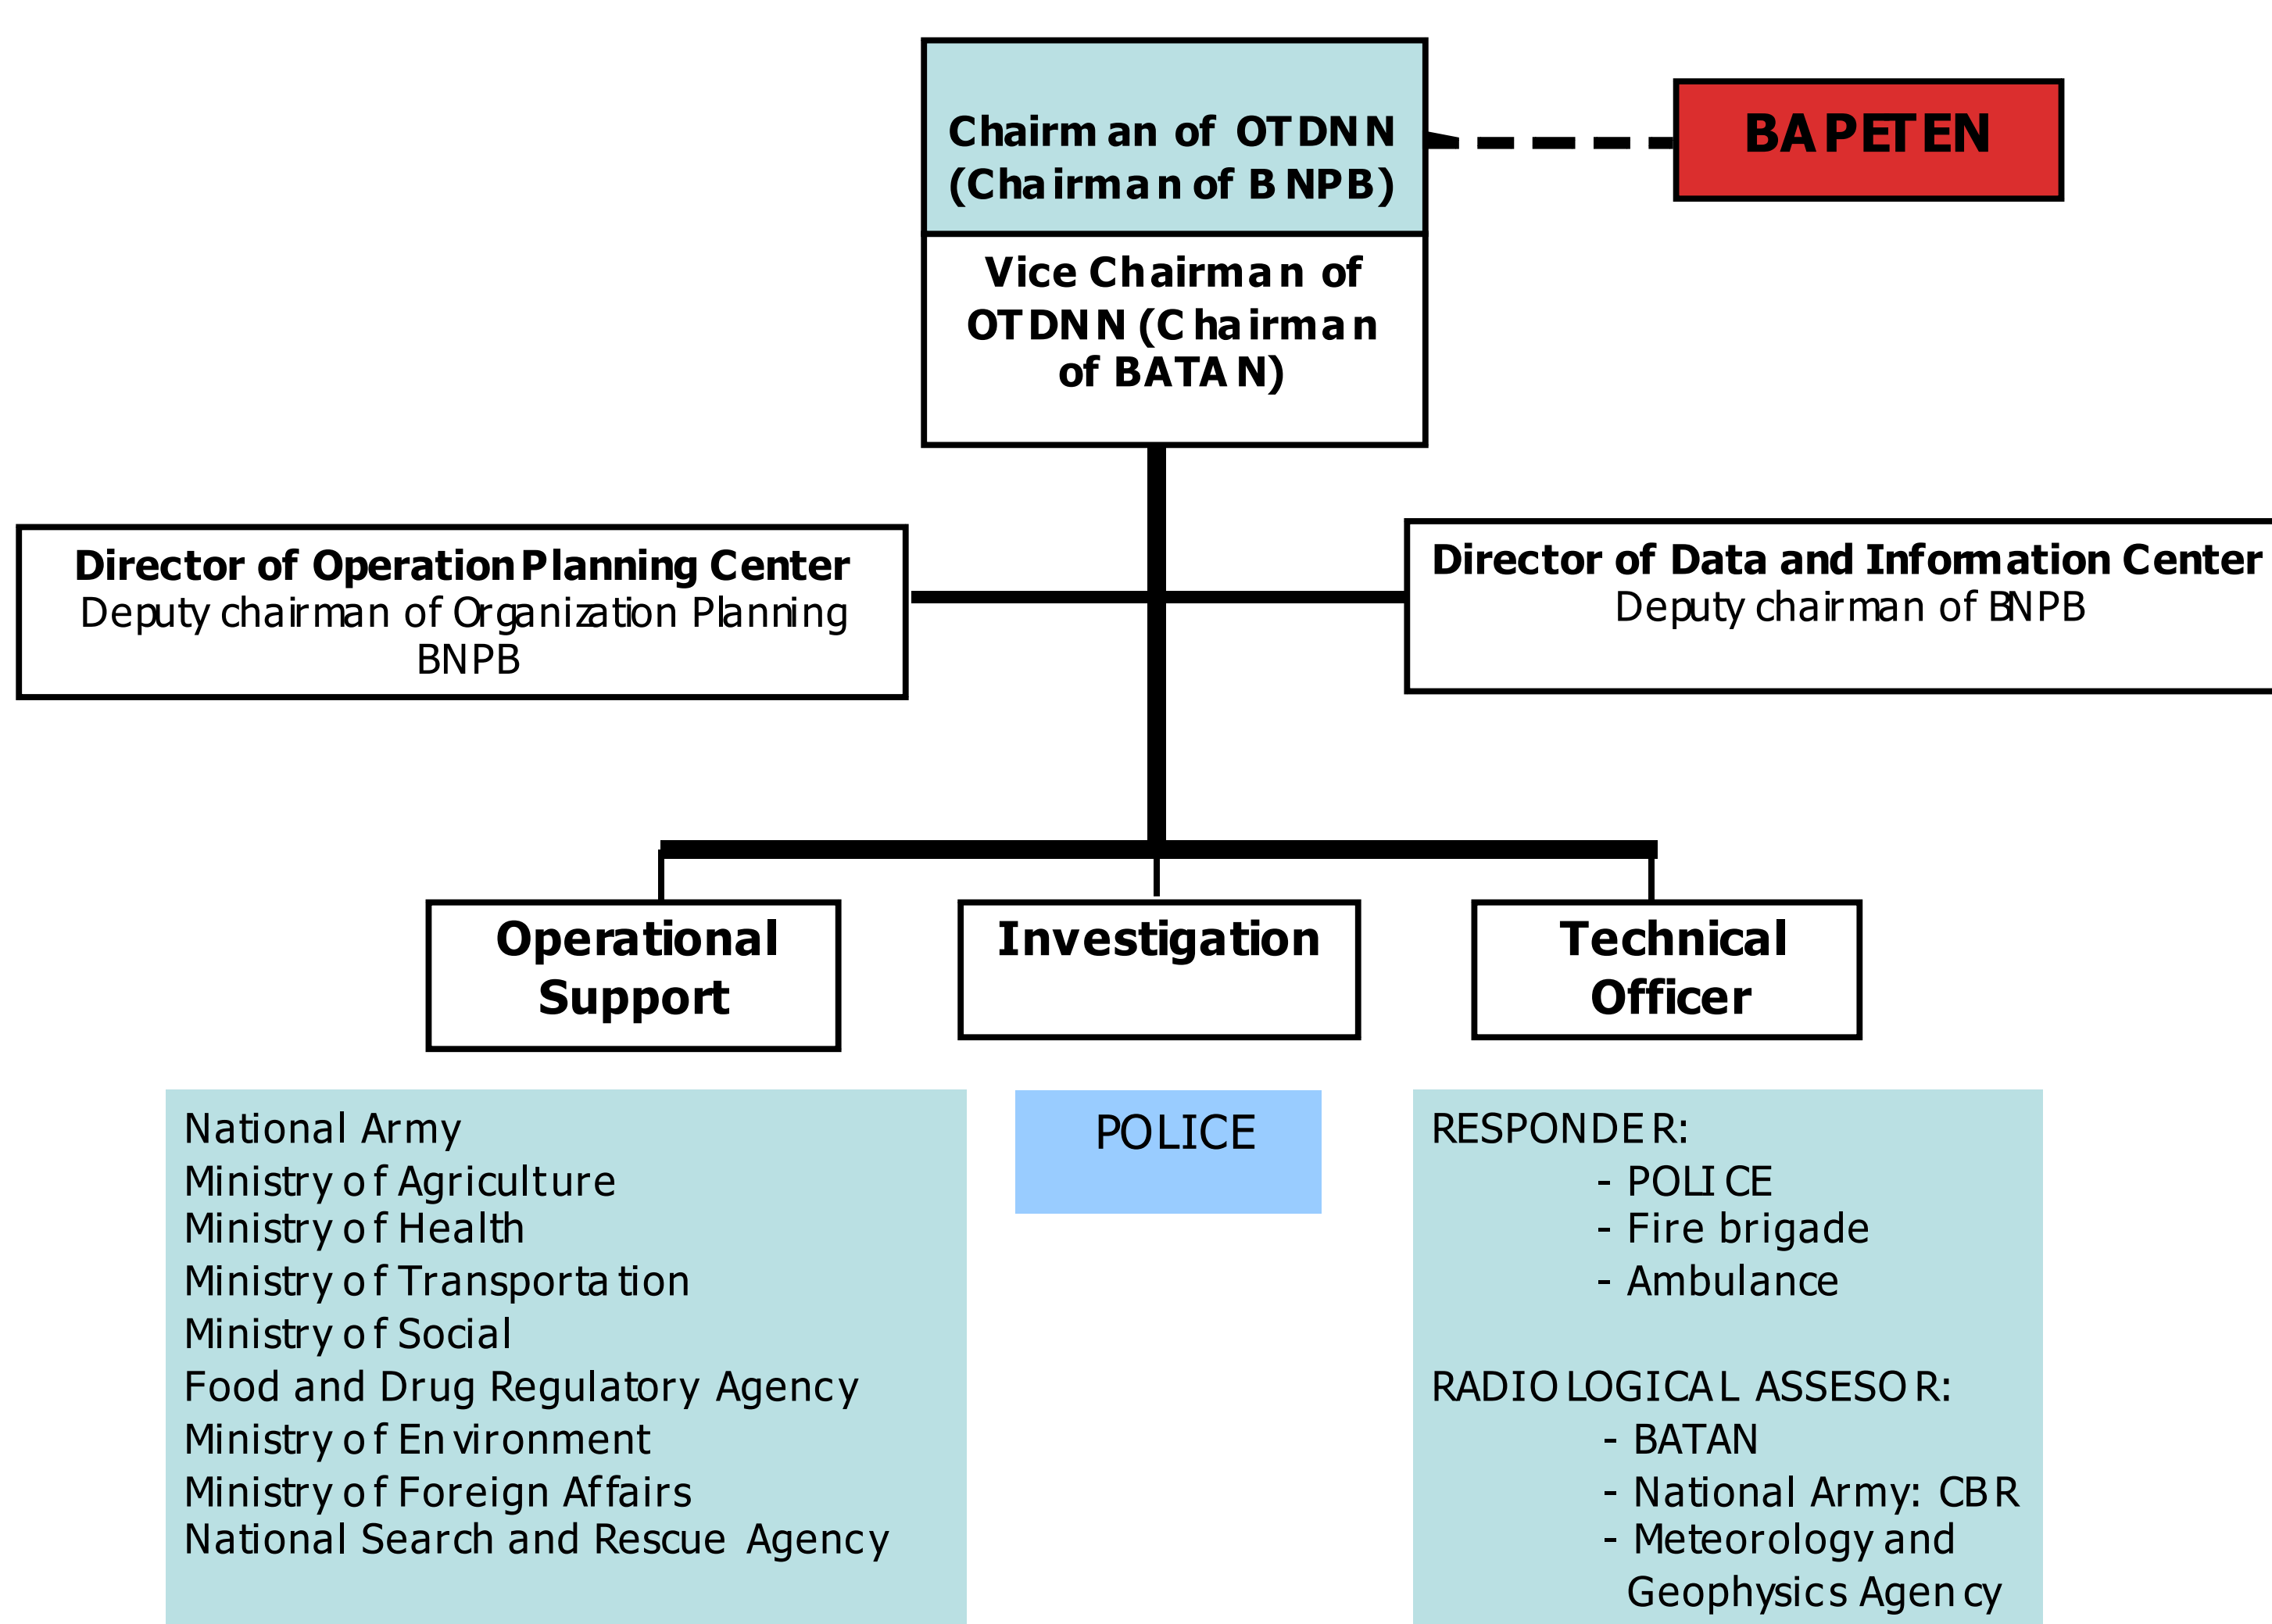 Chairman of OTDNN
(Chairman of BNPB)
BAPETEN
Vice Chairman of
OTDNN (Chairman
of BATAN)
Director of Operation Planning Center
Deputy chairman of Organization Planning
BNPB
Director of Data and Information Center
Deputy chairman of BNPB
Operational
Support
Investigation
Technical
Officer
National Army
Ministry of Agriculture
Ministry of Health
Ministry of Transportation
Ministry of Social
Food and Drug Regulatory Agency
Ministry of Environment
Ministry of Foreign Affairs
National Search and Rescue Agency
POLICE
RESPONDER:
- POLICE
- Fire brigade
- Ambulance
RADIOLOGICAL ASSESOR:
- BATAN
- National Army: CBR
- Meteorology and
Geophysics Agency